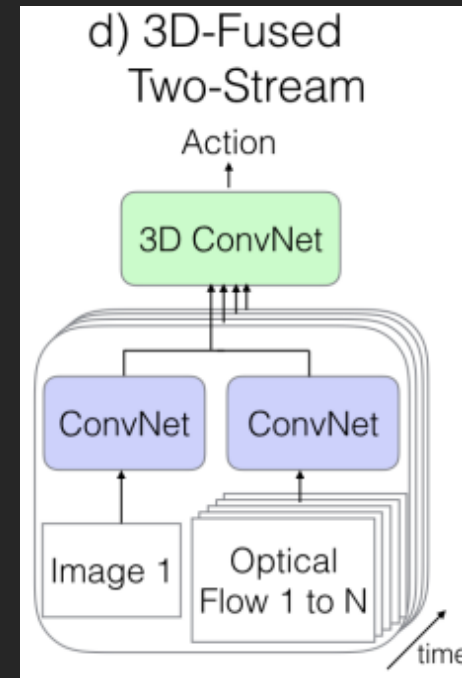 d) 3D-Fused
Two-Stream
Action
3D ConvNet
ConvNet ConvNet
Image 1
Optical
Flow 1 to N
time